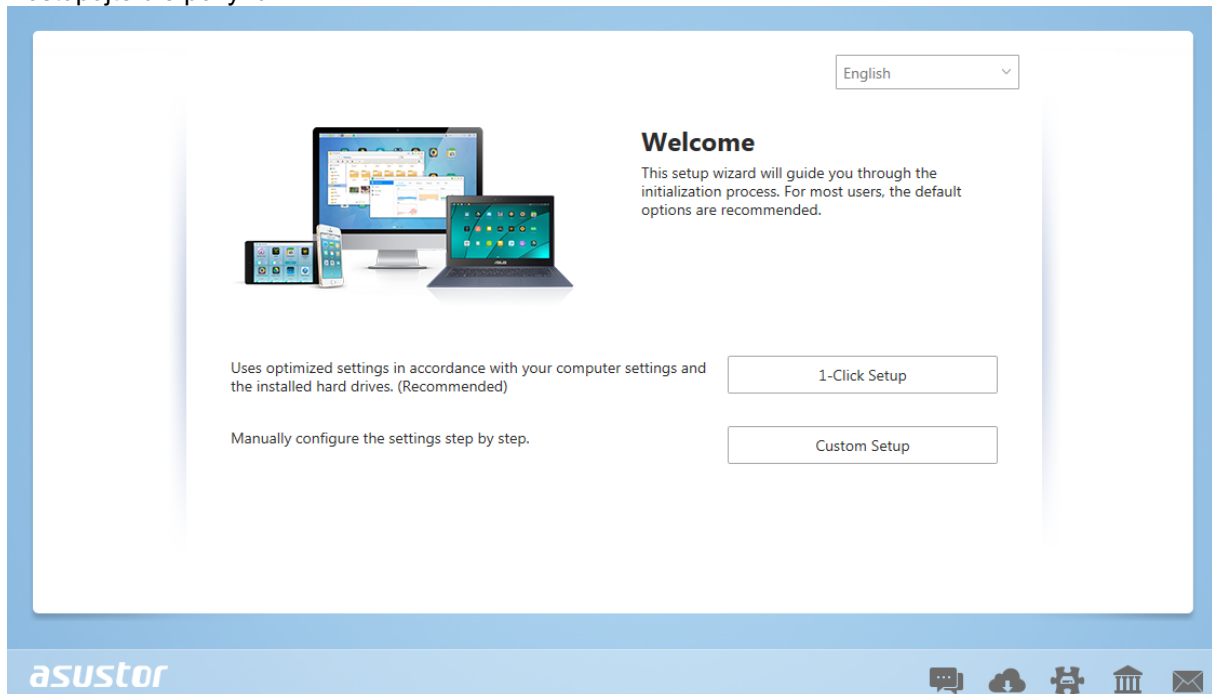 English
Welcome
This setup wizard will guide you through the
initialization process. For most users, the default
options are recommended.
Uses optimized settings in accordance with your computer settings and
the installed hard drives. (Recommended)
1-Click Setup
Manually configure the settings step by step.
Custom Setup
asustor